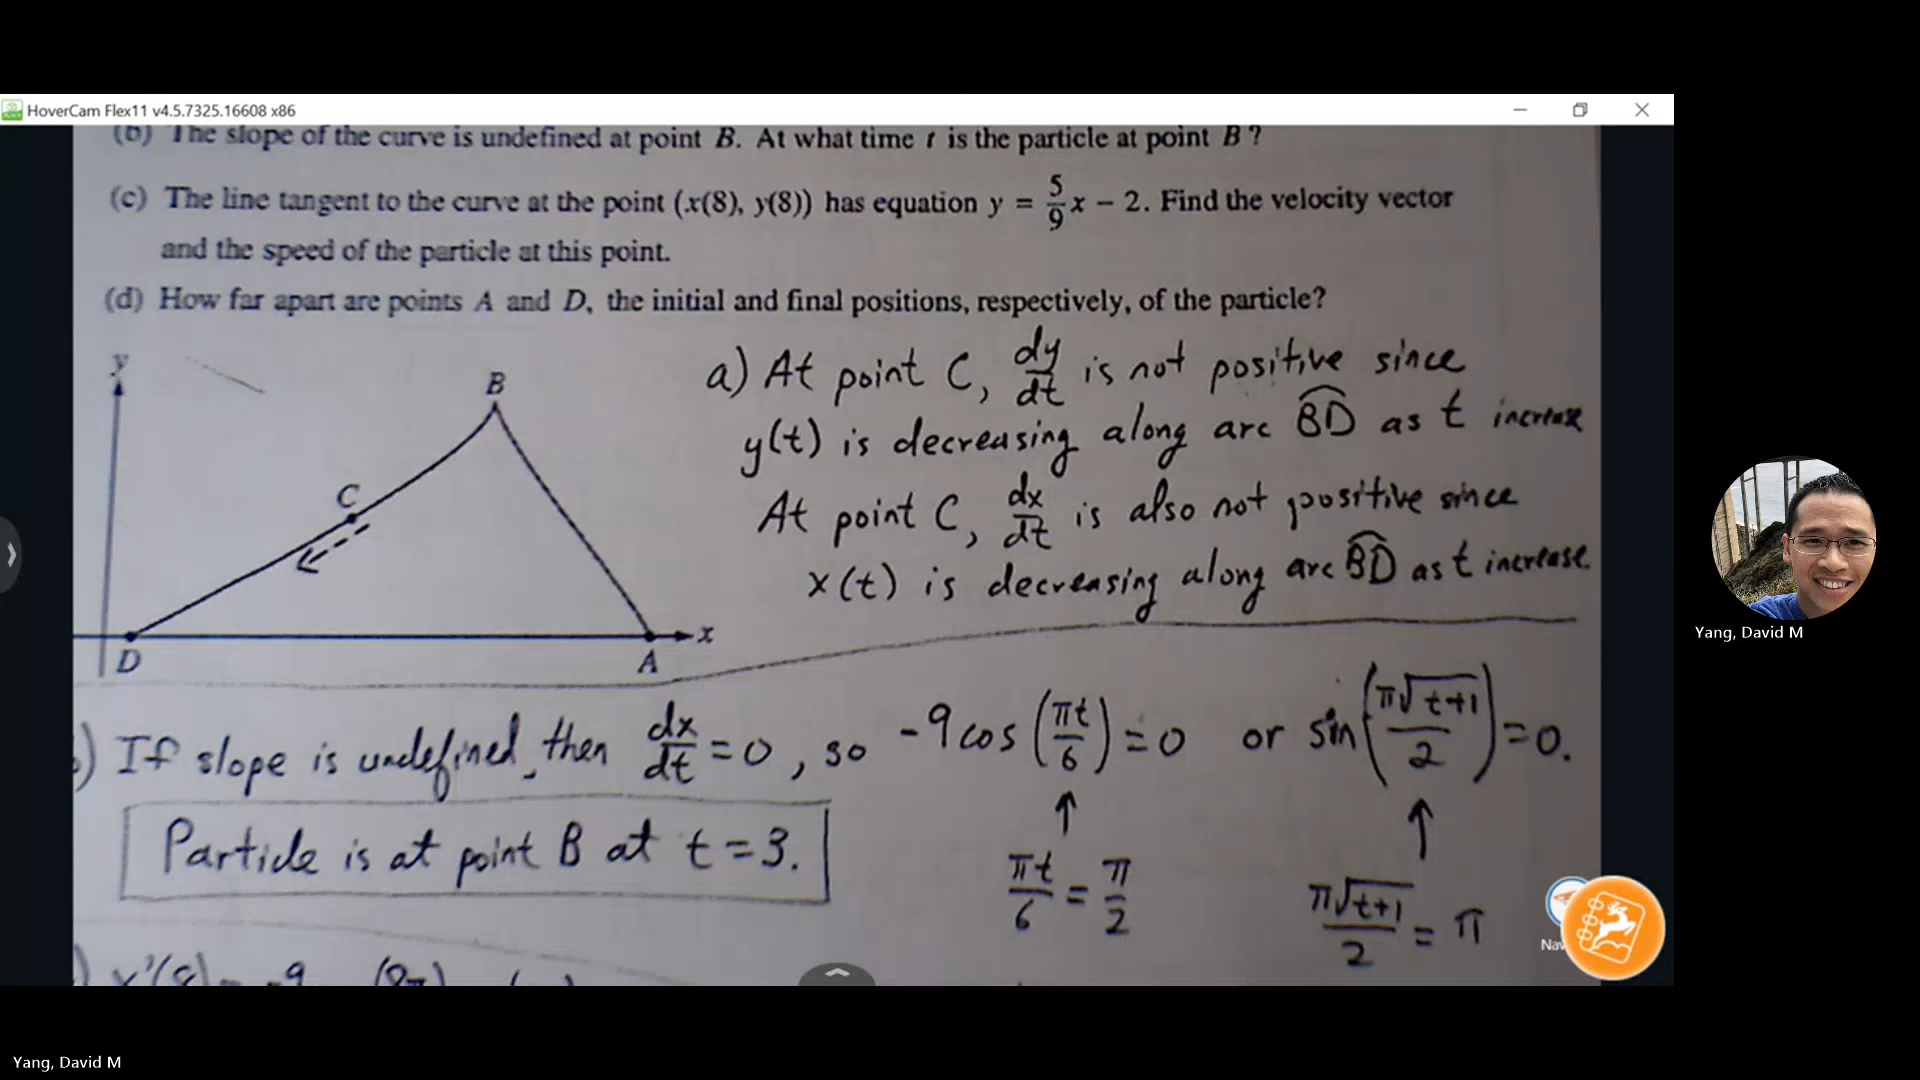 HoverCam Flex11 v4.5.7325.16608 x86
(b) The slope of the curve is undefined at point B. At what time t is the particle at point B ?
(c) The line tangent to the curve at the point (x(8), y(8)) has equation y = 5/9 x − 2. Find the velocity vector
and the speed of the particle at this point.
(d) How far apart are points A and D, the initial and final positions, respectively, of the particle?
y
B
C
D
A
x
a) At point C, dy/dt is not positive since
y(t) is decreasing along arc BD as t increase
At point C, dx/dt is also not positive since
x(t) is decreasing along arc BD as t increase.
) If slope is undefined, then dx/dt = 0, so -9cos(πt/6) = 0 or sin(π√(t+1)/2) = 0.
Particle is at point B at t = 3.
↑ ↑
πt/6 = π/2 π√(t+1)/2 = π
Nav
) x'(8) = -9
Yang, David M
Yang, David M